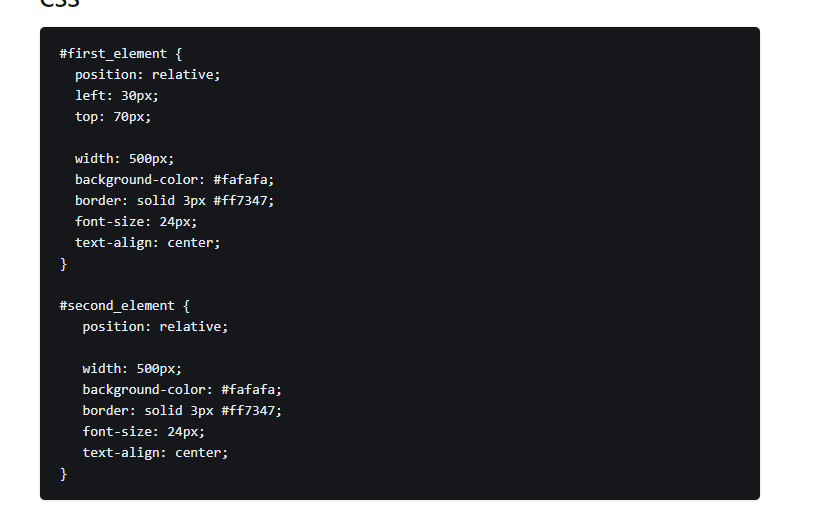 CSS
#first_element {
  position: relative;
  left: 30px;
  top: 70px;

  width: 500px;
  background-color: #fafafa;
  border: solid 3px #ff7347;
  font-size: 24px;
  text-align: center;
}

#second_element {
   position: relative;

   width: 500px;
   background-color: #fafafa;
   border: solid 3px #ff7347;
   font-size: 24px;
   text-align: center;
}